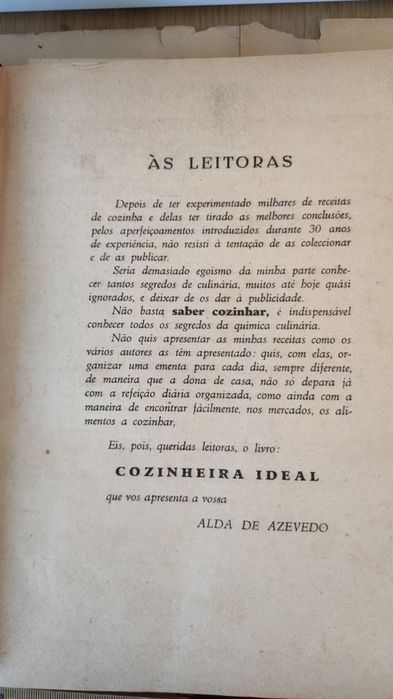 ÀS LEITORAS
Depois de ter experimentado milhares de receitas
de cozinha e delas ter tirado as melhores conclusões,
pelos aperfeiçoamentos introduzidos durante 30 anos
de experiência, não resisti à tentação de as coleccionar
e de as publicar.
Seria demasiado egoismo da minha parte conhe-
cer tantos segredos de culinária, muitos até hoje quási
ignorados, e deixar de os dar à publicidade.
Não basta saber cozinhar, é indispensável
conhecer todos os segredos da quimica culinária.
Não quis apresentar as minhas receitas como os
vários autores as têm apresentado: quis, com elas, or-
ganizar uma ementa para cada dia, sempre diferente,
de maneira que a dona de casa, não só depara já
com a refeição diária organizada, como ainda com a
maneira de encontrar fàcilmente, nos mercados, os ali-
mentos a cozinhar,
Eis, pois, queridas leitoras, o livro:
COZINHEIRA IDEAL
que vos apresenta a vossa
ALDA DE AZEVEDO